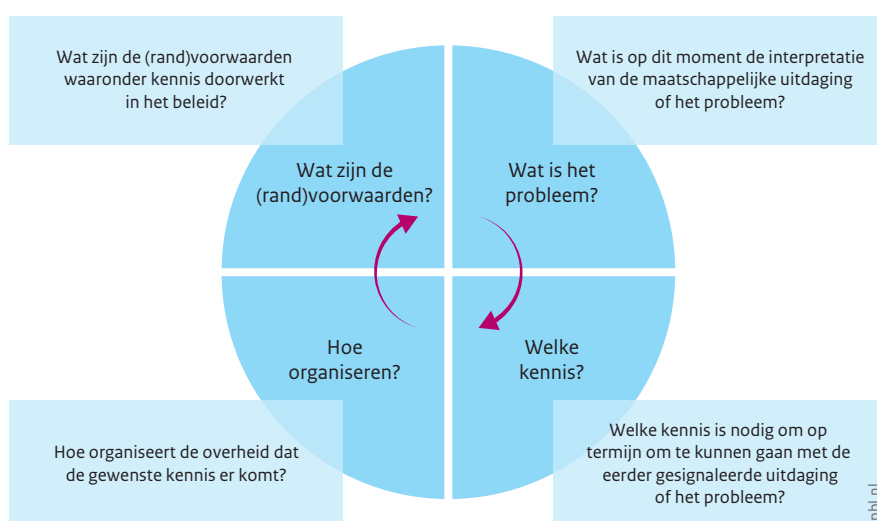 Wat zijn de (rand)voorwaarden
waaronder kennis doorwerkt
in het beleid?
Wat is op dit moment de interpretatie
van de maatschappelijke uitdaging
of het probleem?
Wat zijn de
(rand)voorwaarden?
Wat is het
probleem?
Hoe
organiseren?
Welke
kennis?
Hoe organiseert de overheid dat
de gewenste kennis er komt?
Welke kennis is nodig om op
termijn om te kunnen gaan met de
eerder gesignaleerde uitdaging
of het probleem?
pbl.nl